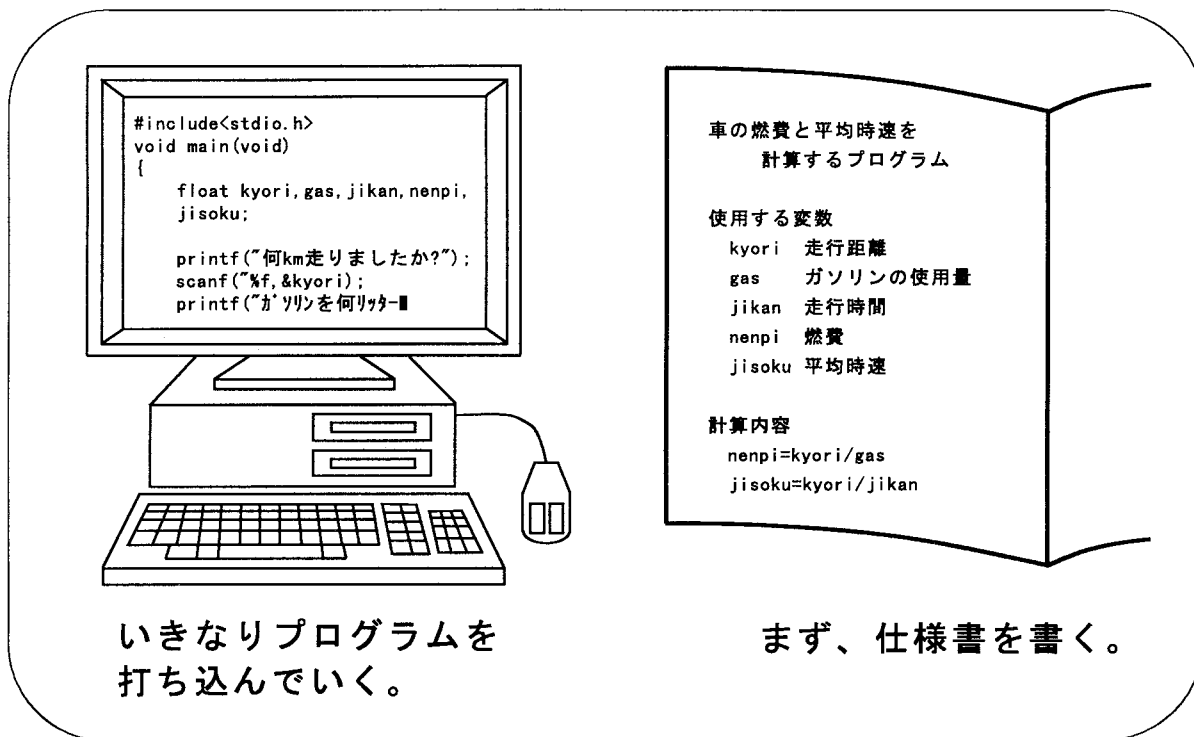 #include<stdio.h>
void main(void)
{
float kyori,gas,jikan,nenpi,
jisoku;
printf("何km走りましたか?");
scanf("%f,&kyori);
printf("ｶﾞｿﾘﾝを何ﾘｯﾀｰ
いきなりプログラムを
打ち込んでいく。
車の燃費と平均時速を
計算するプログラム
使用する変数
kyori 走行距離
gas ガソリンの使用量
jikan 走行時間
nenpi 燃費
jisoku 平均時速
計算内容
nenpi=kyori/gas
jisoku=kyori/jikan
まず、仕様書を書く。